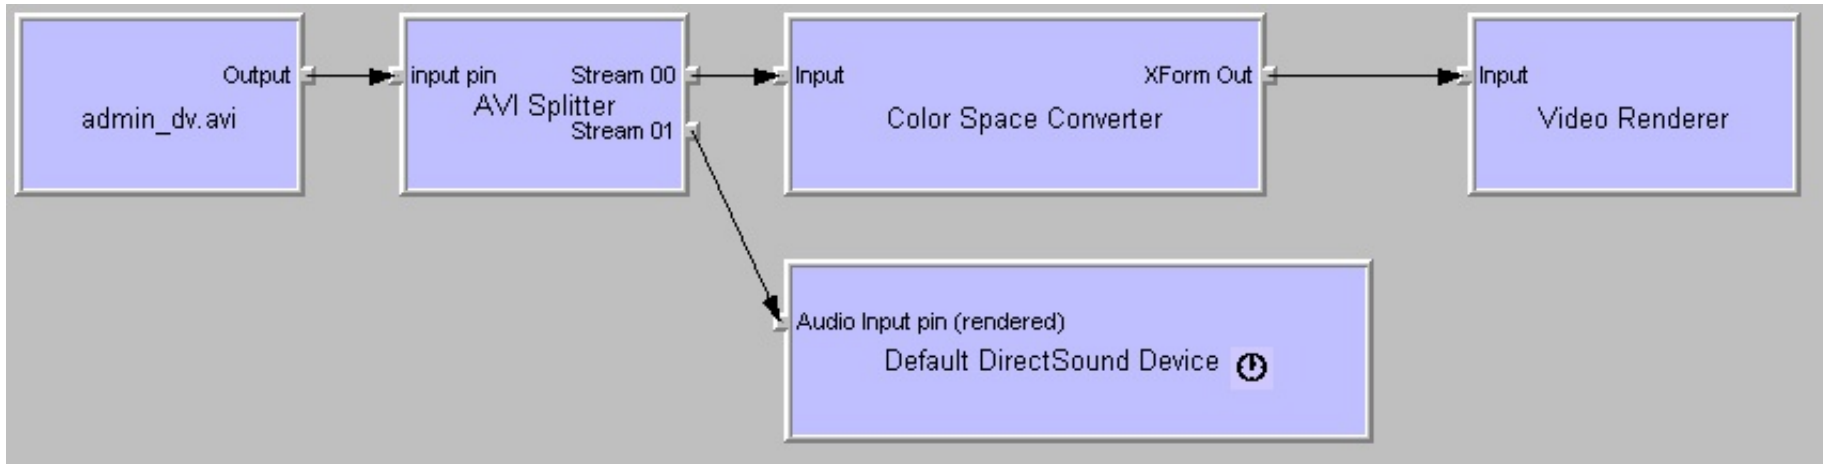 Output
admin_dv.avi
input pin
Stream 00
AVI Splitter
Stream 01
Input
XForm Out
Color Space Converter
Input
Video Renderer
Audio Input pin (rendered)
Default DirectSound Device